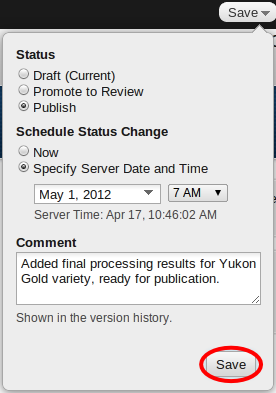 Save
Status
Draft (Current)
Promote to Review
Publish
Schedule Status Change
Now
Specify Server Date and Time
May 1, 2012 7 AM
Server Time: Apr 17, 10:46:02 AM
Comment
Added final processing results for Yukon
Gold variety, ready for publication.
Shown in the version history.
Save